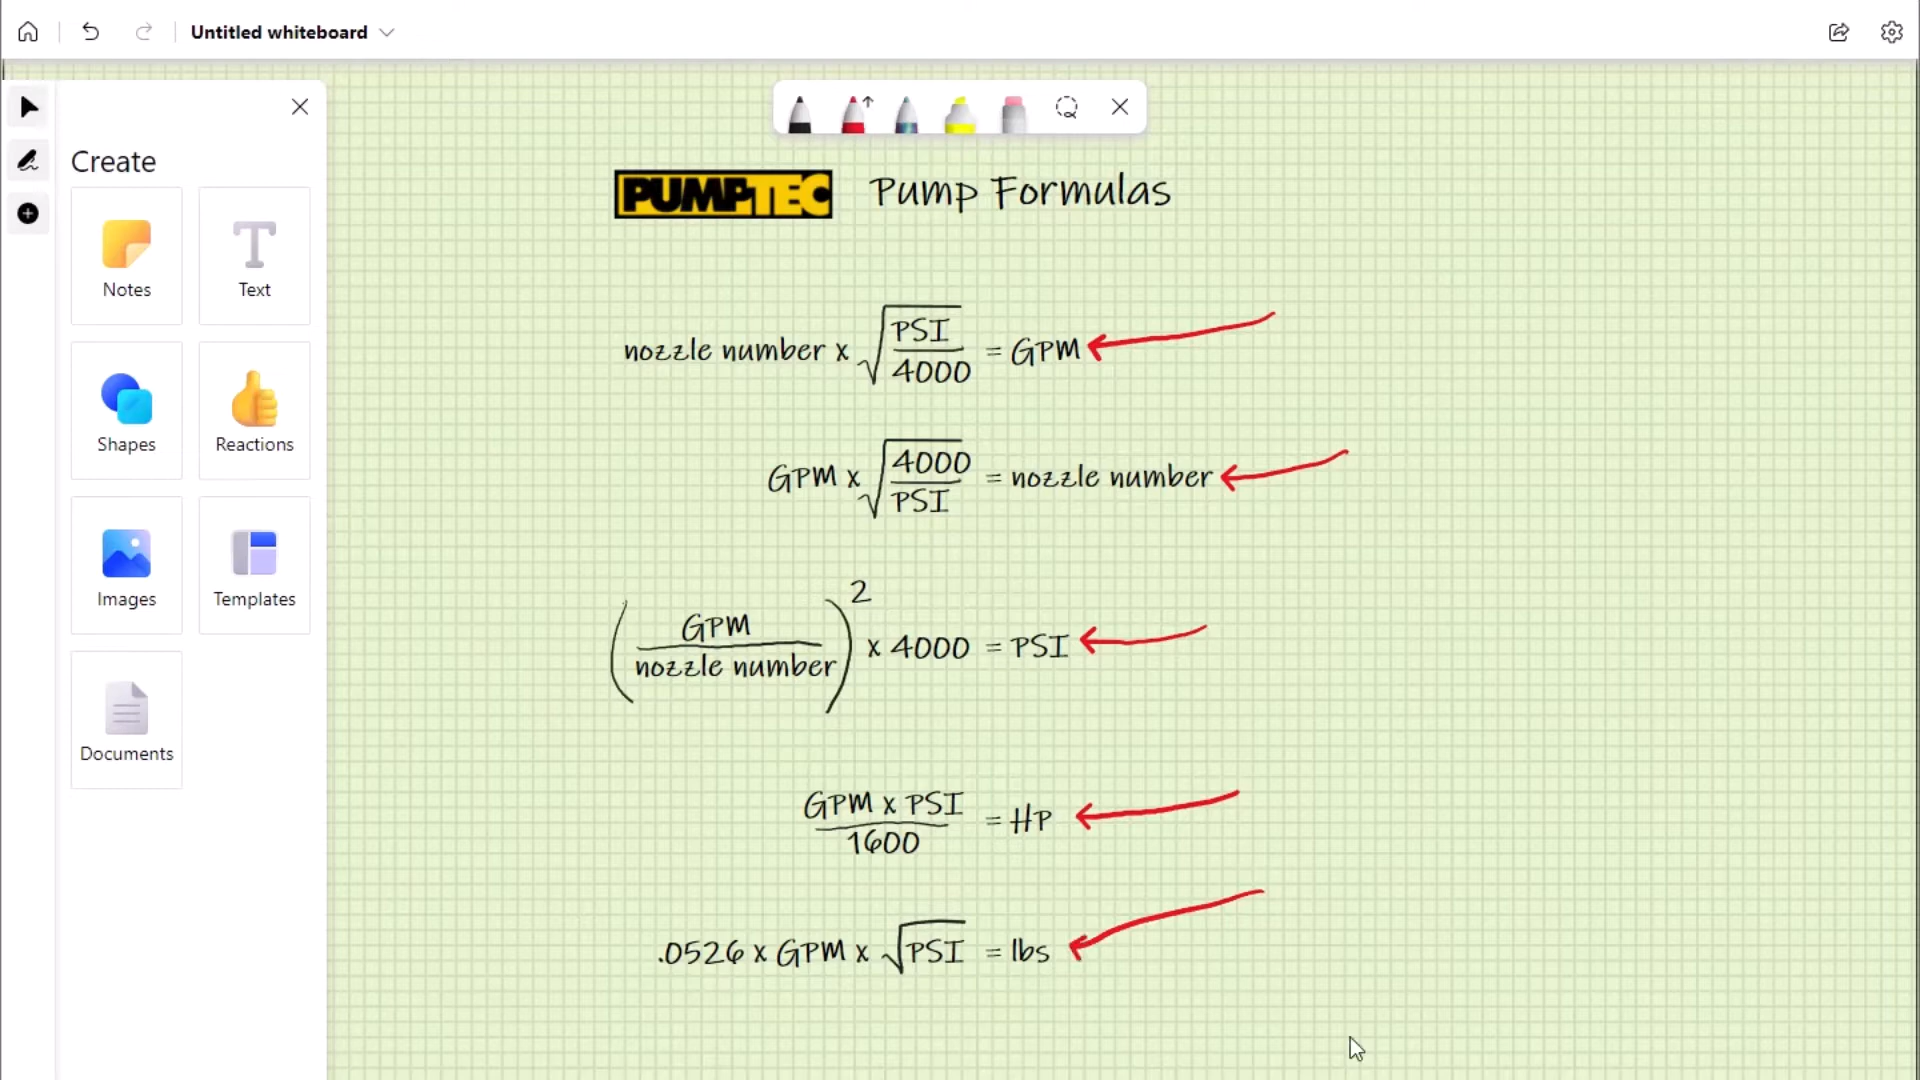 Untitled whiteboard
Create
Notes
Text
Shapes
Reactions
Images
Templates
Documents
PUMPTEC Pump Formulas
nozzle number x √ PSI / 4000 = GPM
GPM x √ 4000 / PSI = nozzle number
( GPM / nozzle number )² x 4000 = PSI
GPM x PSI / 1600 = HP
.0526 x GPM x √PSI = lbs